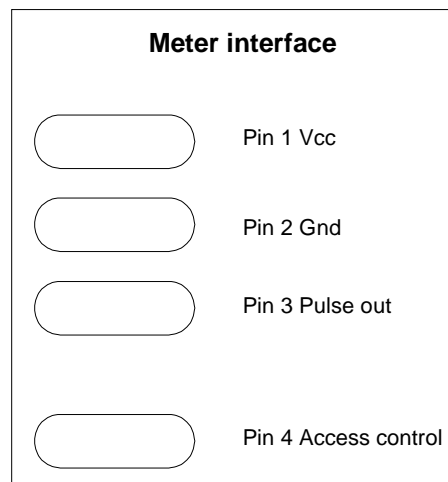 Meter interface
Pin 1 Vcc
Pin 2 Gnd
Pin 3 Pulse out
Pin 4 Access control